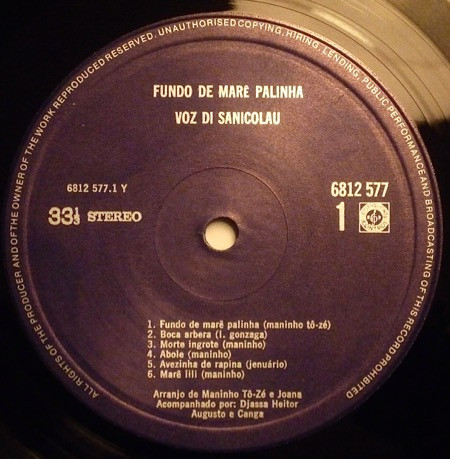 ALL RIGHTS OF THE PRODUCER AND OF THE OWNER OF THE WORK REPRODUCED RESERVED. UNAUTHORISED COPYING, HIRING, LENDING, PUBLIC PERFORMANCE AND BROADCASTING OF THIS RECORD PROHIBITED
FUNDO DE MARÊ PALINHA
VOZ DI SANICOLAU
6812 577.1 Y
6812 577
33⅓ STEREO
1
1. Fundo de marê palinha (maninho tô-zé)
2. Boca arbera (l. gonzaga)
3. Morte ingrote (maninho)
4. Abole (maninho)
5. Avezinha de rapina (jenuário)
6. Marê lili (maninho)
Arranjo de Maninho Tô-Zé e Joana
Acompanhado por: Djassa Heitor
Augusto e Canga